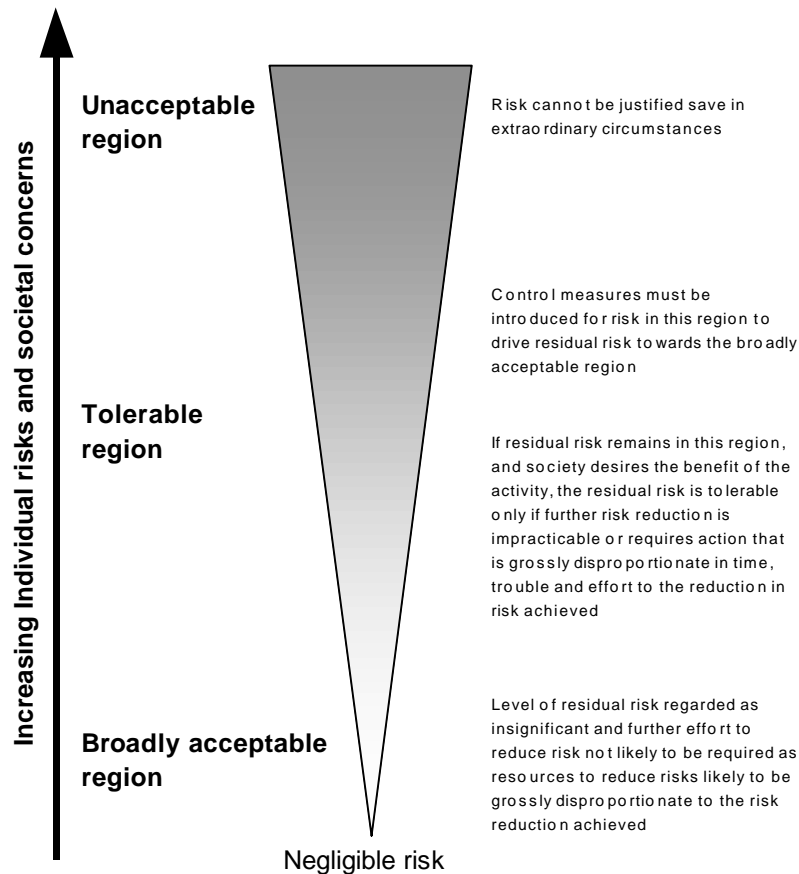 Increasing Individual risks and societal concerns
Unacceptable
region
Risk cannot be justified save in
extraordinary circumstances
Control measures must be
introduced for risk in this region to
drive residual risk towards the broadly
acceptable region
Tolerable
region
If residual risk remains in this region,
and society desires the benefit of the
activity, the residual risk is tolerable
only if further risk reduction is
impracticable or requires action that
is grossly disproportionate in time,
trouble and effort to the reduction in
risk achieved
Broadly acceptable
region
Level of residual risk regarded as
insignificant and further effort to
reduce risk not likely to be required as
resources to reduce risks likely to be
grossly disproportionate to the risk
reduction achieved
Negligible risk